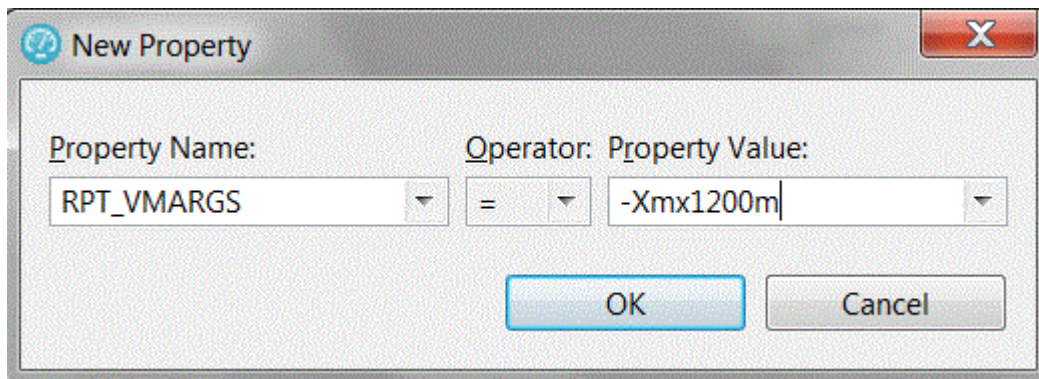 New Property
Property Name: Operator: Property Value:
RPT_VMARGS = -Xmx1200m
OK Cancel